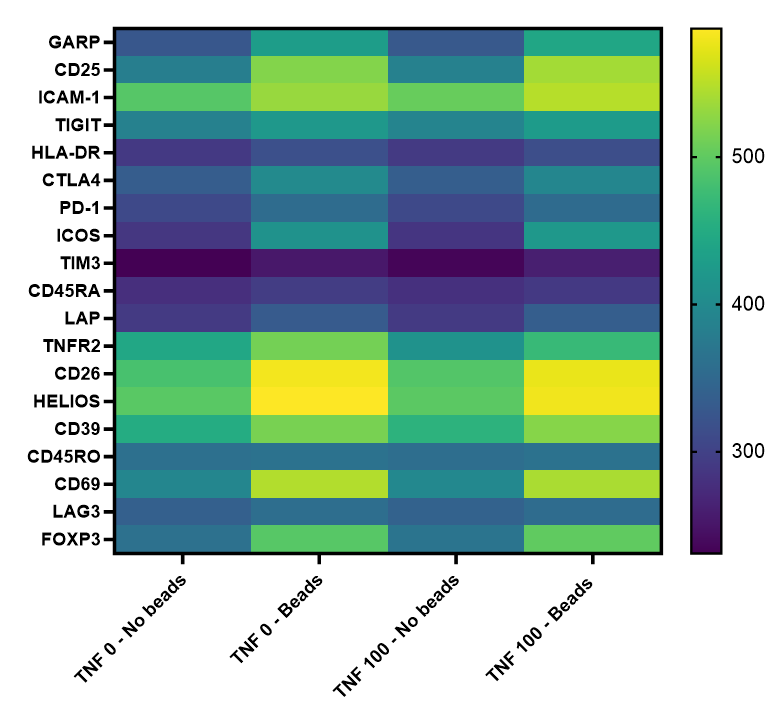 GARP
CD25
ICAM-1
TIGIT
HLA-DR
CTLA4
PD-1
ICOS
TIM3
CD45RA
LAP
TNFR2
CD26
HELIOS
CD39
CD45RO
CD69
LAG3
FOXP3
TNF 0 - No beads
TNF 0 - Beads
TNF 100 - No beads
TNF 100 - Beads
500
400
300